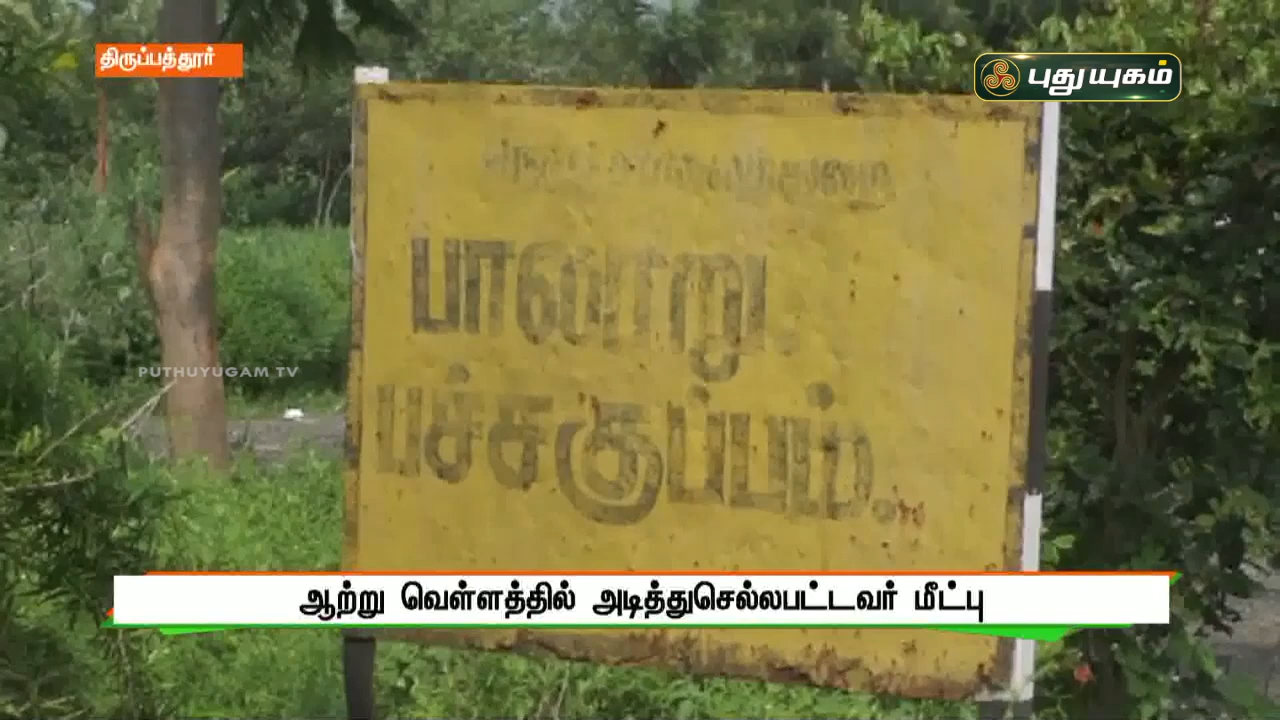 திருப்பத்தூர்
புதுயுகம்
நெடுஞ்சாலைத்துறை
பாலாறு.
பச்சகுப்பம்.
PUTHUYUGAM TV
ஆற்று வெள்ளத்தில் அடித்துசெல்லபட்டவர் மீட்பு